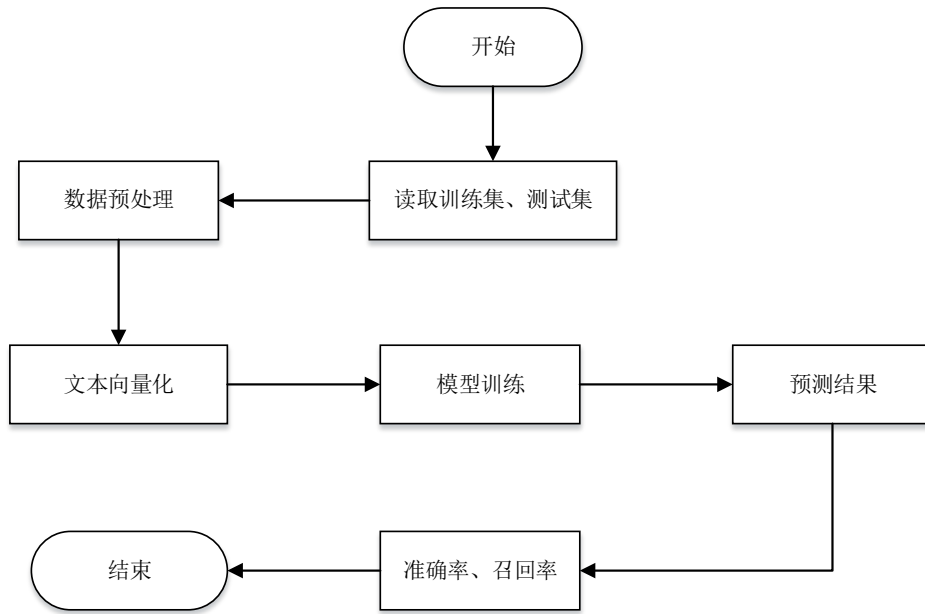 开始
读取训练集、测试集
数据预处理
文本向量化
模型训练
预测结果
准确率、召回率
结束